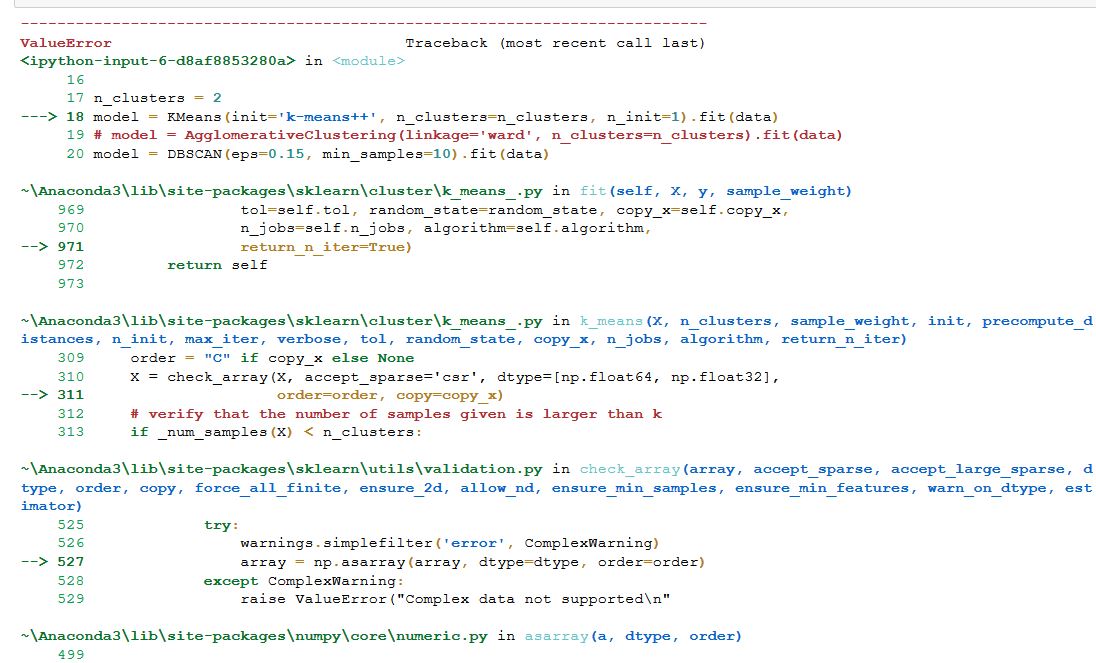 ---------------------------------------------------------------------------
ValueError                                Traceback (most recent call last)
<ipython-input-6-d8af8853280a> in <module>
     16 
     17 n_clusters = 2
---> 18 model = KMeans(init='k-means++', n_clusters=n_clusters, n_init=1).fit(data)
     19 # model = AgglomerativeClustering(linkage='ward', n_clusters=n_clusters).fit(data)
     20 model = DBSCAN(eps=0.15, min_samples=10).fit(data)
~\Anaconda3\lib\site-packages\sklearn\cluster\k_means_.py in fit(self, X, y, sample_weight)
    969                 tol=self.tol, random_state=random_state, copy_x=self.copy_x,
    970                 n_jobs=self.n_jobs, algorithm=self.algorithm,
--> 971                 return_n_iter=True)
    972         return self
    973 
~\Anaconda3\lib\site-packages\sklearn\cluster\k_means_.py in k_means(X, n_clusters, sample_weight, init, precompute_d
istances, n_init, max_iter, verbose, tol, random_state, copy_x, n_jobs, algorithm, return_n_iter)
    309     order = "C" if copy_x else None
    310     X = check_array(X, accept_sparse='csr', dtype=[np.float64, np.float32],
--> 311                     order=order, copy=copy_x)
    312     # verify that the number of samples given is larger than k
    313     if _num_samples(X) < n_clusters:
~\Anaconda3\lib\site-packages\sklearn\utils\validation.py in check_array(array, accept_sparse, accept_large_sparse, d
type, order, copy, force_all_finite, ensure_2d, allow_nd, ensure_min_samples, ensure_min_features, warn_on_dtype, est
imator)
    525             try:
    526                 warnings.simplefilter('error', ComplexWarning)
--> 527                 array = np.asarray(array, dtype=dtype, order=order)
    528             except ComplexWarning:
    529                 raise ValueError("Complex data not supported\n"
~\Anaconda3\lib\site-packages\numpy\core\numeric.py in asarray(a, dtype, order)
    499